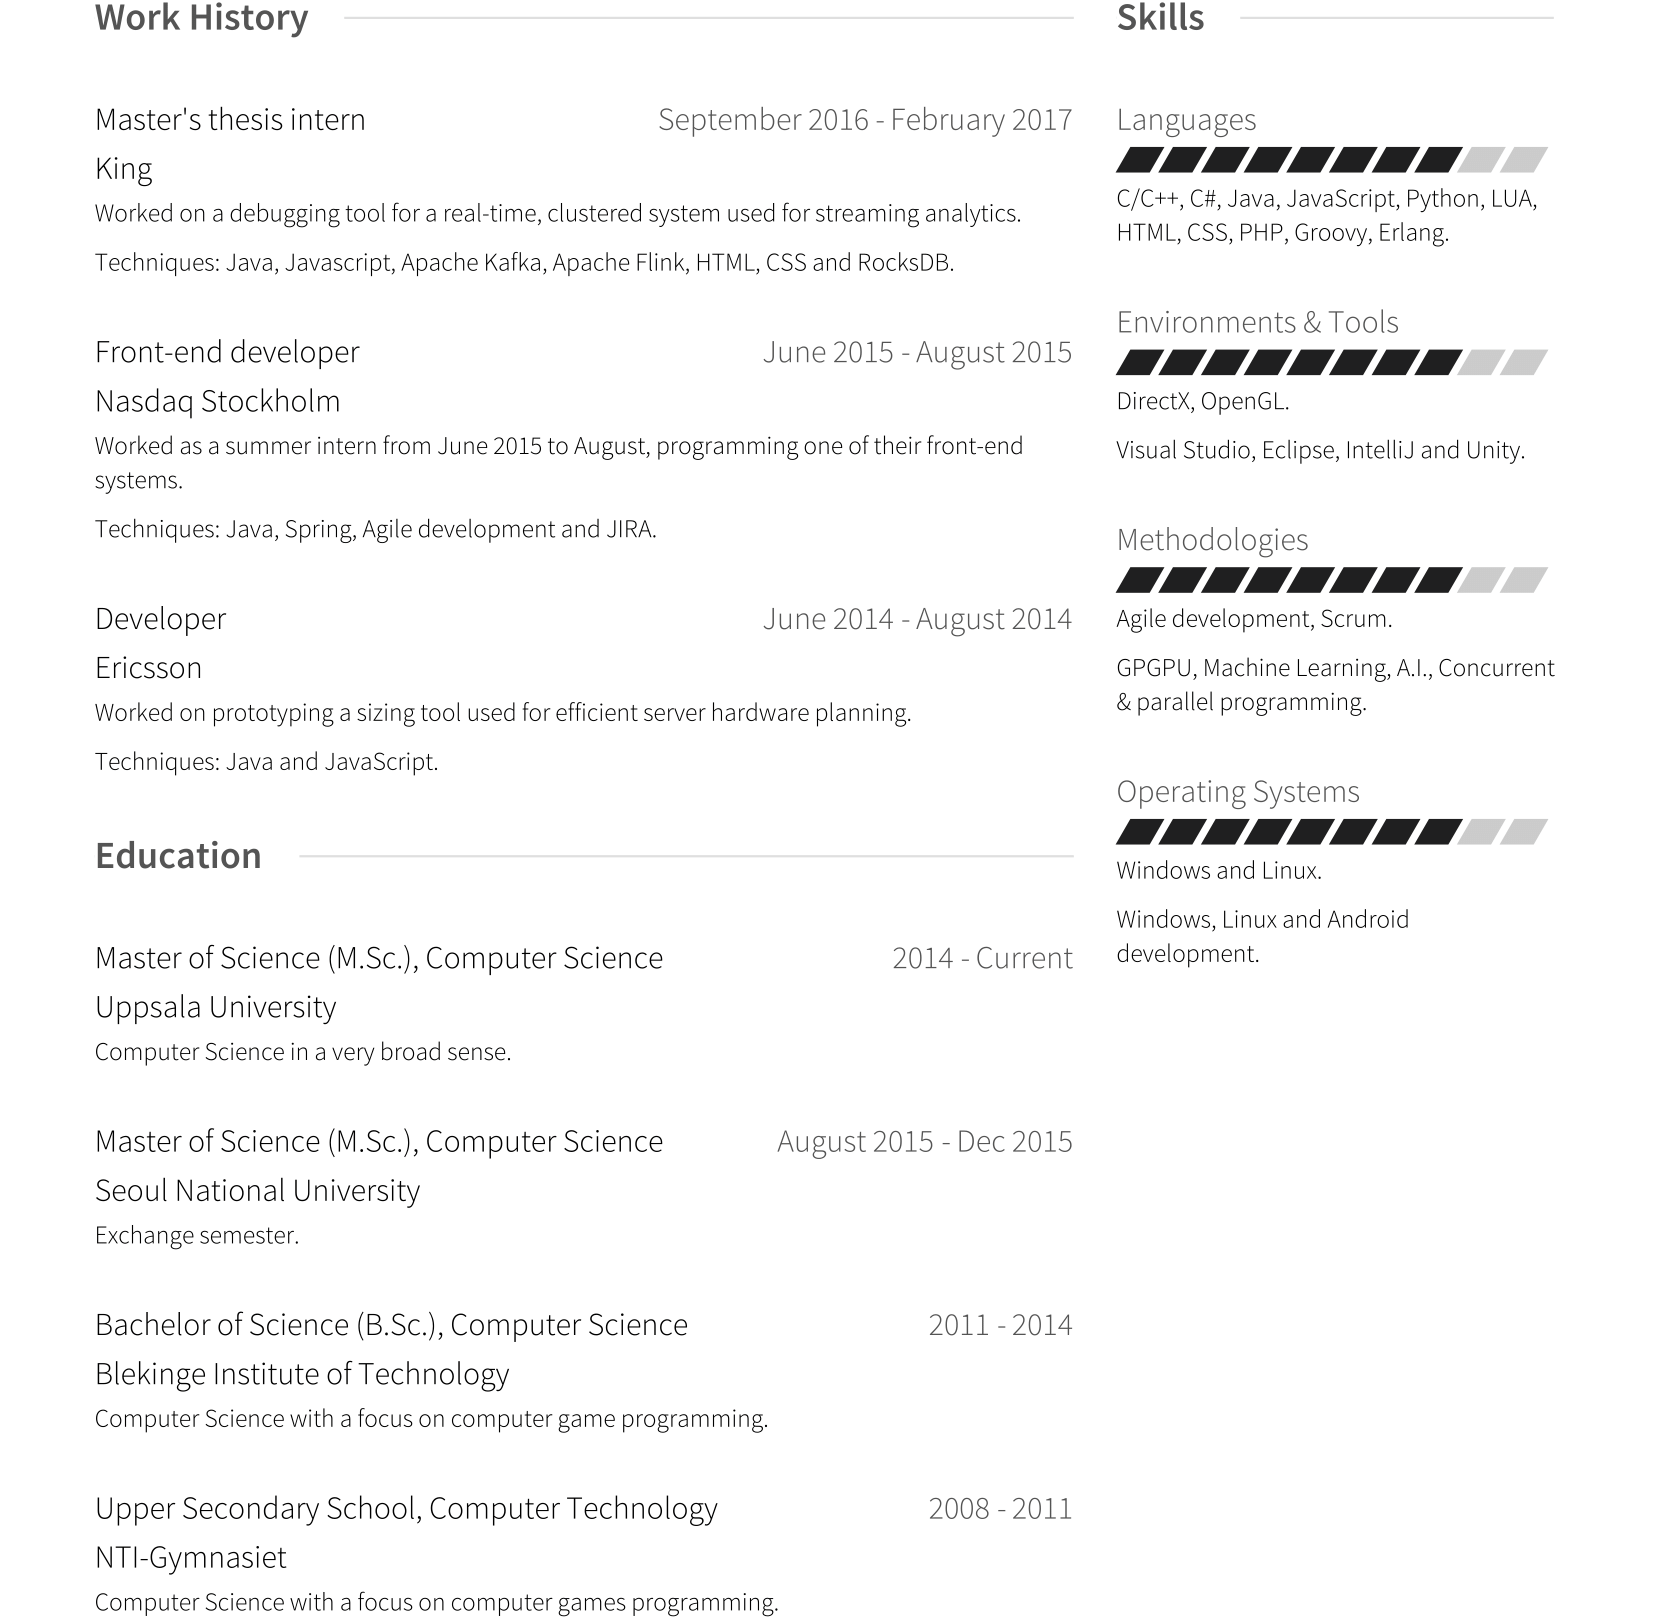 Work History
Master's thesis intern
September 2016 - February 2017
King
Worked on a debugging tool for a real-time, clustered system used for streaming analytics.
Techniques: Java, Javascript, Apache Kafka, Apache Flink, HTML, CSS and RocksDB.
Front-end developer
June 2015 - August 2015
Nasdaq Stockholm
Worked as a summer intern from June 2015 to August, programming one of their front-end
systems.
Techniques: Java, Spring, Agile development and JIRA.
Developer
June 2014 - August 2014
Ericsson
Worked on prototyping a sizing tool used for efficient server hardware planning.
Techniques: Java and JavaScript.
Education
Master of Science (M.Sc.), Computer Science
2014 - Current
Uppsala University
Computer Science in a very broad sense.
Master of Science (M.Sc.), Computer Science
August 2015 - Dec 2015
Seoul National University
Exchange semester.
Bachelor of Science (B.Sc.), Computer Science
2011 - 2014
Blekinge Institute of Technology
Computer Science with a focus on computer game programming.
Upper Secondary School, Computer Technology
2008 - 2011
NTI-Gymnasiet
Computer Science with a focus on computer games programming.
Skills
Languages
C/C++, C#, Java, JavaScript, Python, LUA,
HTML, CSS, PHP, Groovy, Erlang.
Environments & Tools
DirectX, OpenGL.
Visual Studio, Eclipse, IntelliJ and Unity.
Methodologies
Agile development, Scrum.
GPGPU, Machine Learning, A.I., Concurrent
& parallel programming.
Operating Systems
Windows and Linux.
Windows, Linux and Android
development.